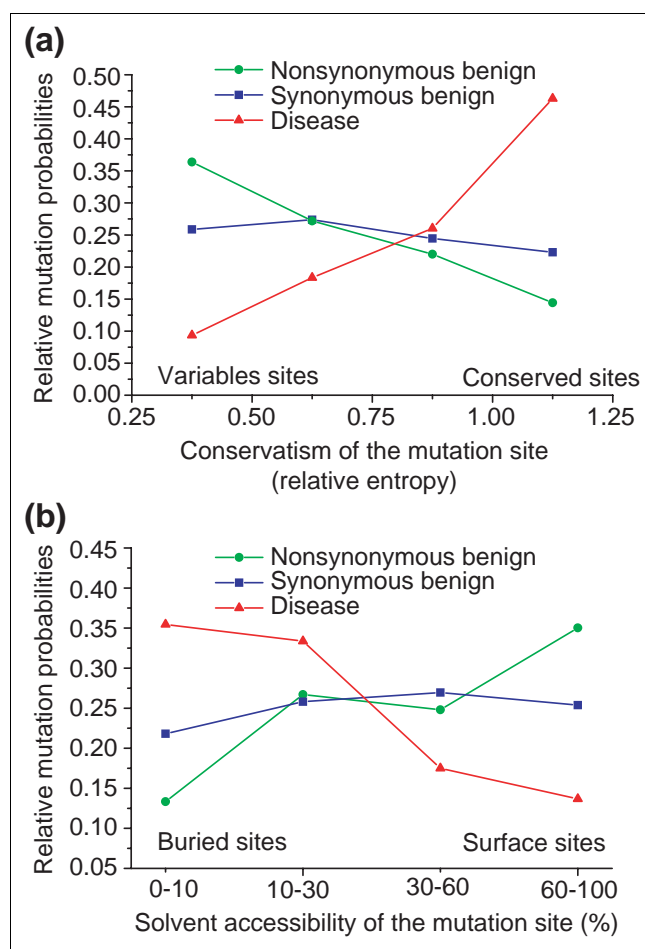 (a)
Nonsynonymous benign
Synonymous benign
Disease
Relative mutation probabilities
0.50
0.45
0.40
0.35
0.30
0.25
0.20
0.15
0.10
0.05
0.00
Variables sites
Conserved sites
0.25
0.50
0.75
1.00
1.25
Conservatism of the mutation site
(relative entropy)
(b)
Nonsynonymous benign
Synonymous benign
Disease
Relative mutation probabilities
0.45
0.40
0.35
0.30
0.25
0.20
0.15
0.10
0.05
Buried sites
Surface sites
0-10
10-30
30-60
60-100
Solvent accessibility of the mutation site (%)